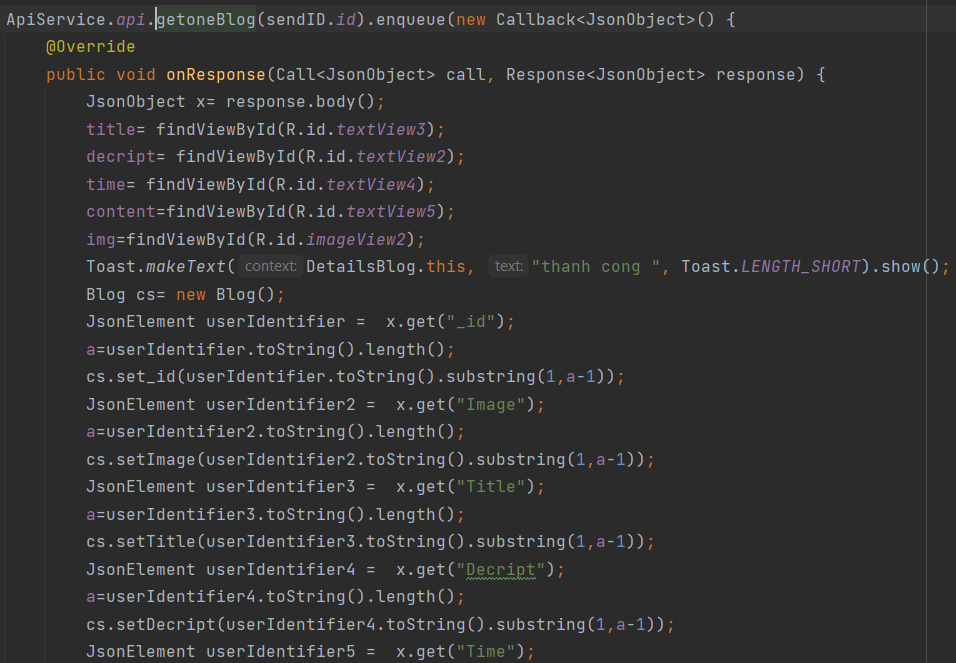 ApiService.api.getoneBlog(sendID.id).enqueue(new Callback<JsonObject>() {
@Override
public void onResponse(Call<JsonObject> call, Response<JsonObject> response) {
JsonObject x= response.body();
title= findViewById(R.id.textView3);
decript= findViewById(R.id.textView2);
time= findViewById(R.id.textView4);
content=findViewById(R.id.textView5);
img=findViewById(R.id.imageView2);
Toast.makeText( context: DetailsBlog.this, text: "thanh cong ", Toast.LENGTH_SHORT).show();
Blog cs= new Blog();
JsonElement userIdentifier =  x.get("_id");
a=userIdentifier.toString().length();
cs.set_id(userIdentifier.toString().substring(1,a-1));
JsonElement userIdentifier2 =  x.get("Image");
a=userIdentifier2.toString().length();
cs.setImage(userIdentifier2.toString().substring(1,a-1));
JsonElement userIdentifier3 =  x.get("Title");
a=userIdentifier3.toString().length();
cs.setTitle(userIdentifier3.toString().substring(1,a-1));
JsonElement userIdentifier4 =  x.get("Decript");
a=userIdentifier4.toString().length();
cs.setDecript(userIdentifier4.toString().substring(1,a-1));
JsonElement userIdentifier5 =  x.get("Time");